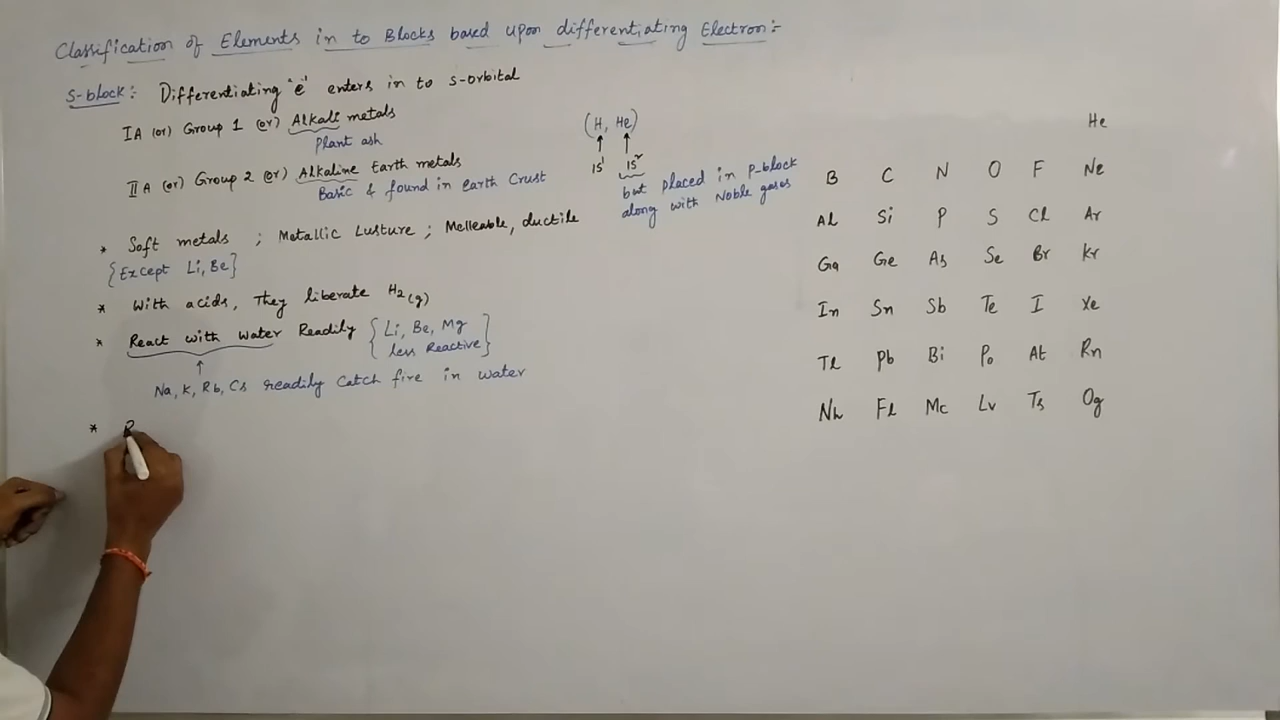 Classification of Elements in to Blocks based upon differentiating Electron:-
S-block:- Differentiating 'e⁻' enters in to s-orbital
IA (or) Group 1 (or) Alkali metals
Plant ash
IIA (or) Group 2 (or) Alkaline Earth metals
Basic & found in earth Crust
(H, He)
1s¹ 1s²
but placed in P-block
along with Noble gases
* Soft metals ; Metallic Lusture ; Melleable, ductile
{Except Li, Be}
* With acids, They liberate H₂(g)
* React with water Readily {Li, Be, Mg
less Reactive}
Na, K, Rb, Cs readily Catch fire in water
*
He
B C N O F Ne
Al Si P S Cl Ar
Ga Ge As Se Br Kr
In Sn Sb Te I Xe
Tl Pb Bi Po At Rn
Nh Fl Mc Lv Ts Og